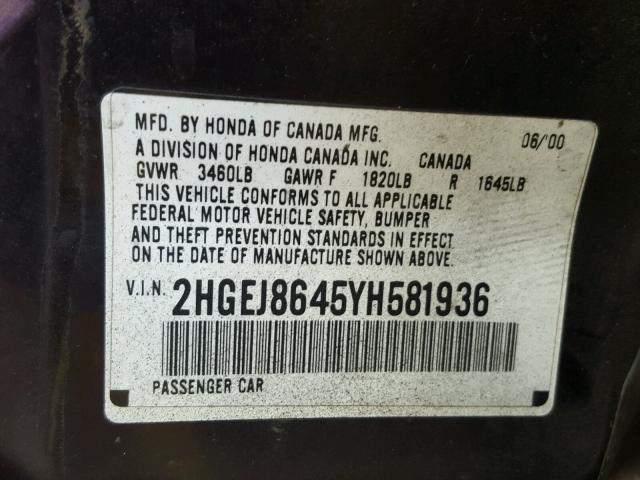 MFD. BY HONDA OF CANADA MFG. 06/'00
A DIVISION OF HONDA CANADA INC. CANADA
GVWR 3460LB GAWR F 1820LB R 1645LB
THIS VEHICLE CONFORMS TO ALL APPLICABLE
FEDERAL MOTOR VEHICLE SAFETY, BUMPER
AND THEFT PREVENTION STANDARDS IN EFFECT
ON THE DATE OF MANUFACTURE SHOWN ABOVE.
V.I.N. 2HGEJ8645YH581936
PASSENGER CAR